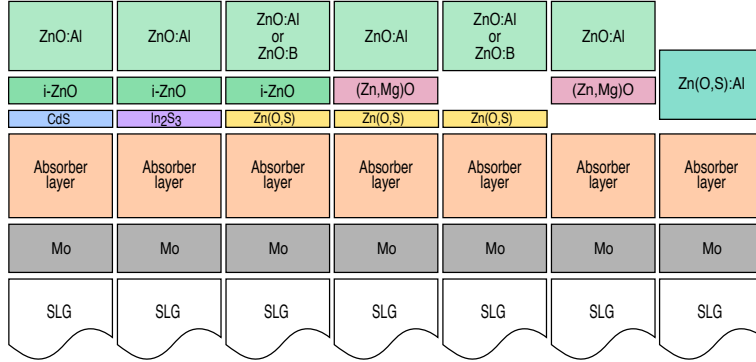 ZnO:Al
ZnO:Al
ZnO:Al
or
ZnO:B
ZnO:Al
ZnO:Al
or
ZnO:B
ZnO:Al
Zn(O,S):Al
i-ZnO
i-ZnO
i-ZnO
(Zn,Mg)O
(Zn,Mg)O
CdS
In2S3
Zn(O,S)
Zn(O,S)
Zn(O,S)
Absorber
layer
Absorber
layer
Absorber
layer
Absorber
layer
Absorber
layer
Absorber
layer
Absorber
layer
Mo
Mo
Mo
Mo
Mo
Mo
Mo
SLG
SLG
SLG
SLG
SLG
SLG
SLG